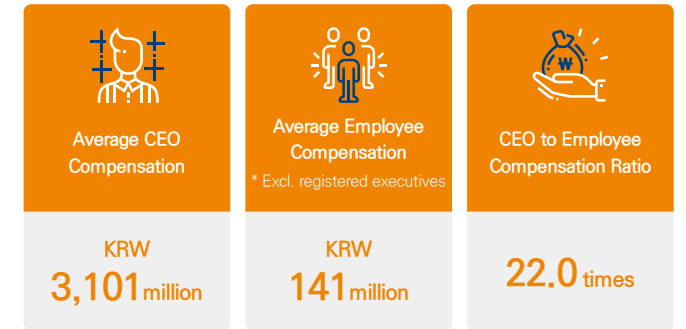 Average CEO
Compensation
KRW
3,101 million
Average Employee
Compensation
* Excl. registered executives
KRW
141 million
₩
CEO to Employee
Compensation Ratio
22.0 times